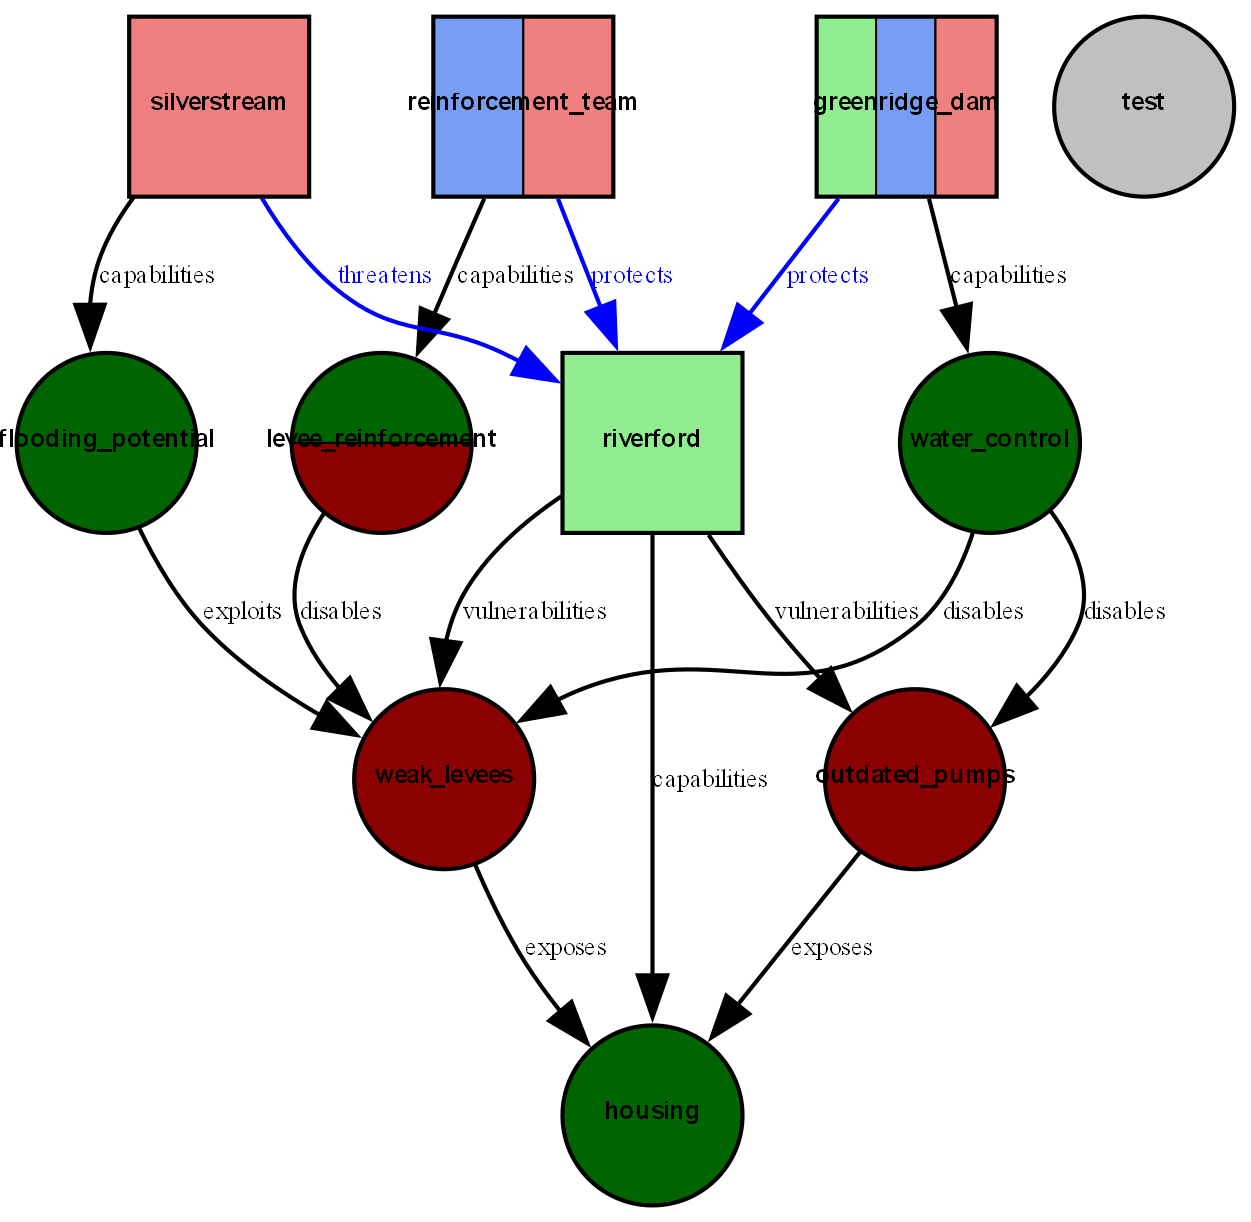 silverstream
reinforcement_team
greenridge_dam
test
capabilities
threatens
capabilities
protects
protects
capabilities
flooding_potential
levee_reinforcement
riverford
water_control
exploits
disables
vulnerabilities
vulnerabilities
disables
disables
weak_levees
capabilities
outdated_pumps
exposes
exposes
housing